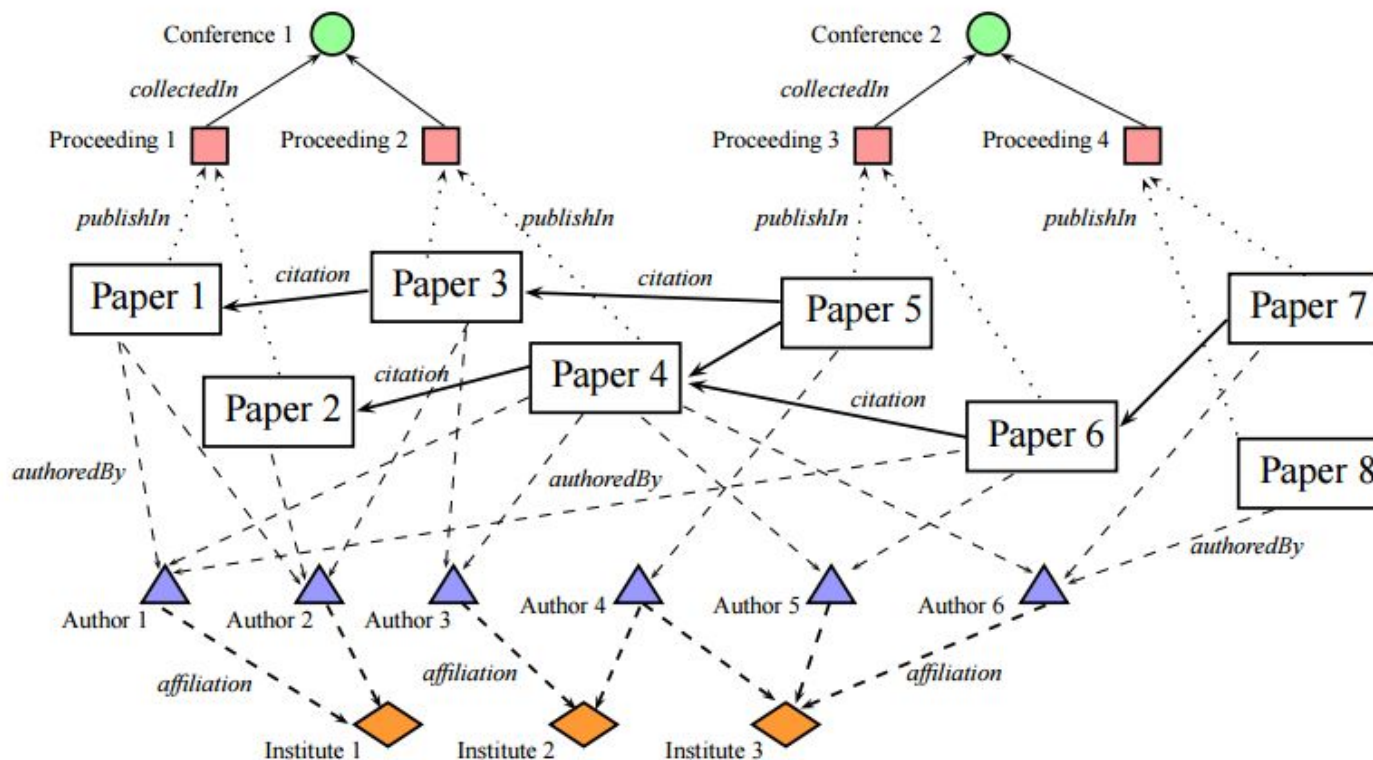 Conference 1
Conference 2
collectedIn
collectedIn
Proceeding 1
Proceeding 2
Proceeding 3
Proceeding 4
publishIn
publishIn
publishIn
publishIn
Paper 1
citation
Paper 3
citation
Paper 5
Paper 7
Paper 2
citation
Paper 4
citation
Paper 6
Paper 8
authoredBy
authoredBy
authoredBy
Author 1
Author 2
Author 3
Author 4
Author 5
Author 6
affiliation
affiliation
affiliation
Institute 1
Institute 2
Institute 3